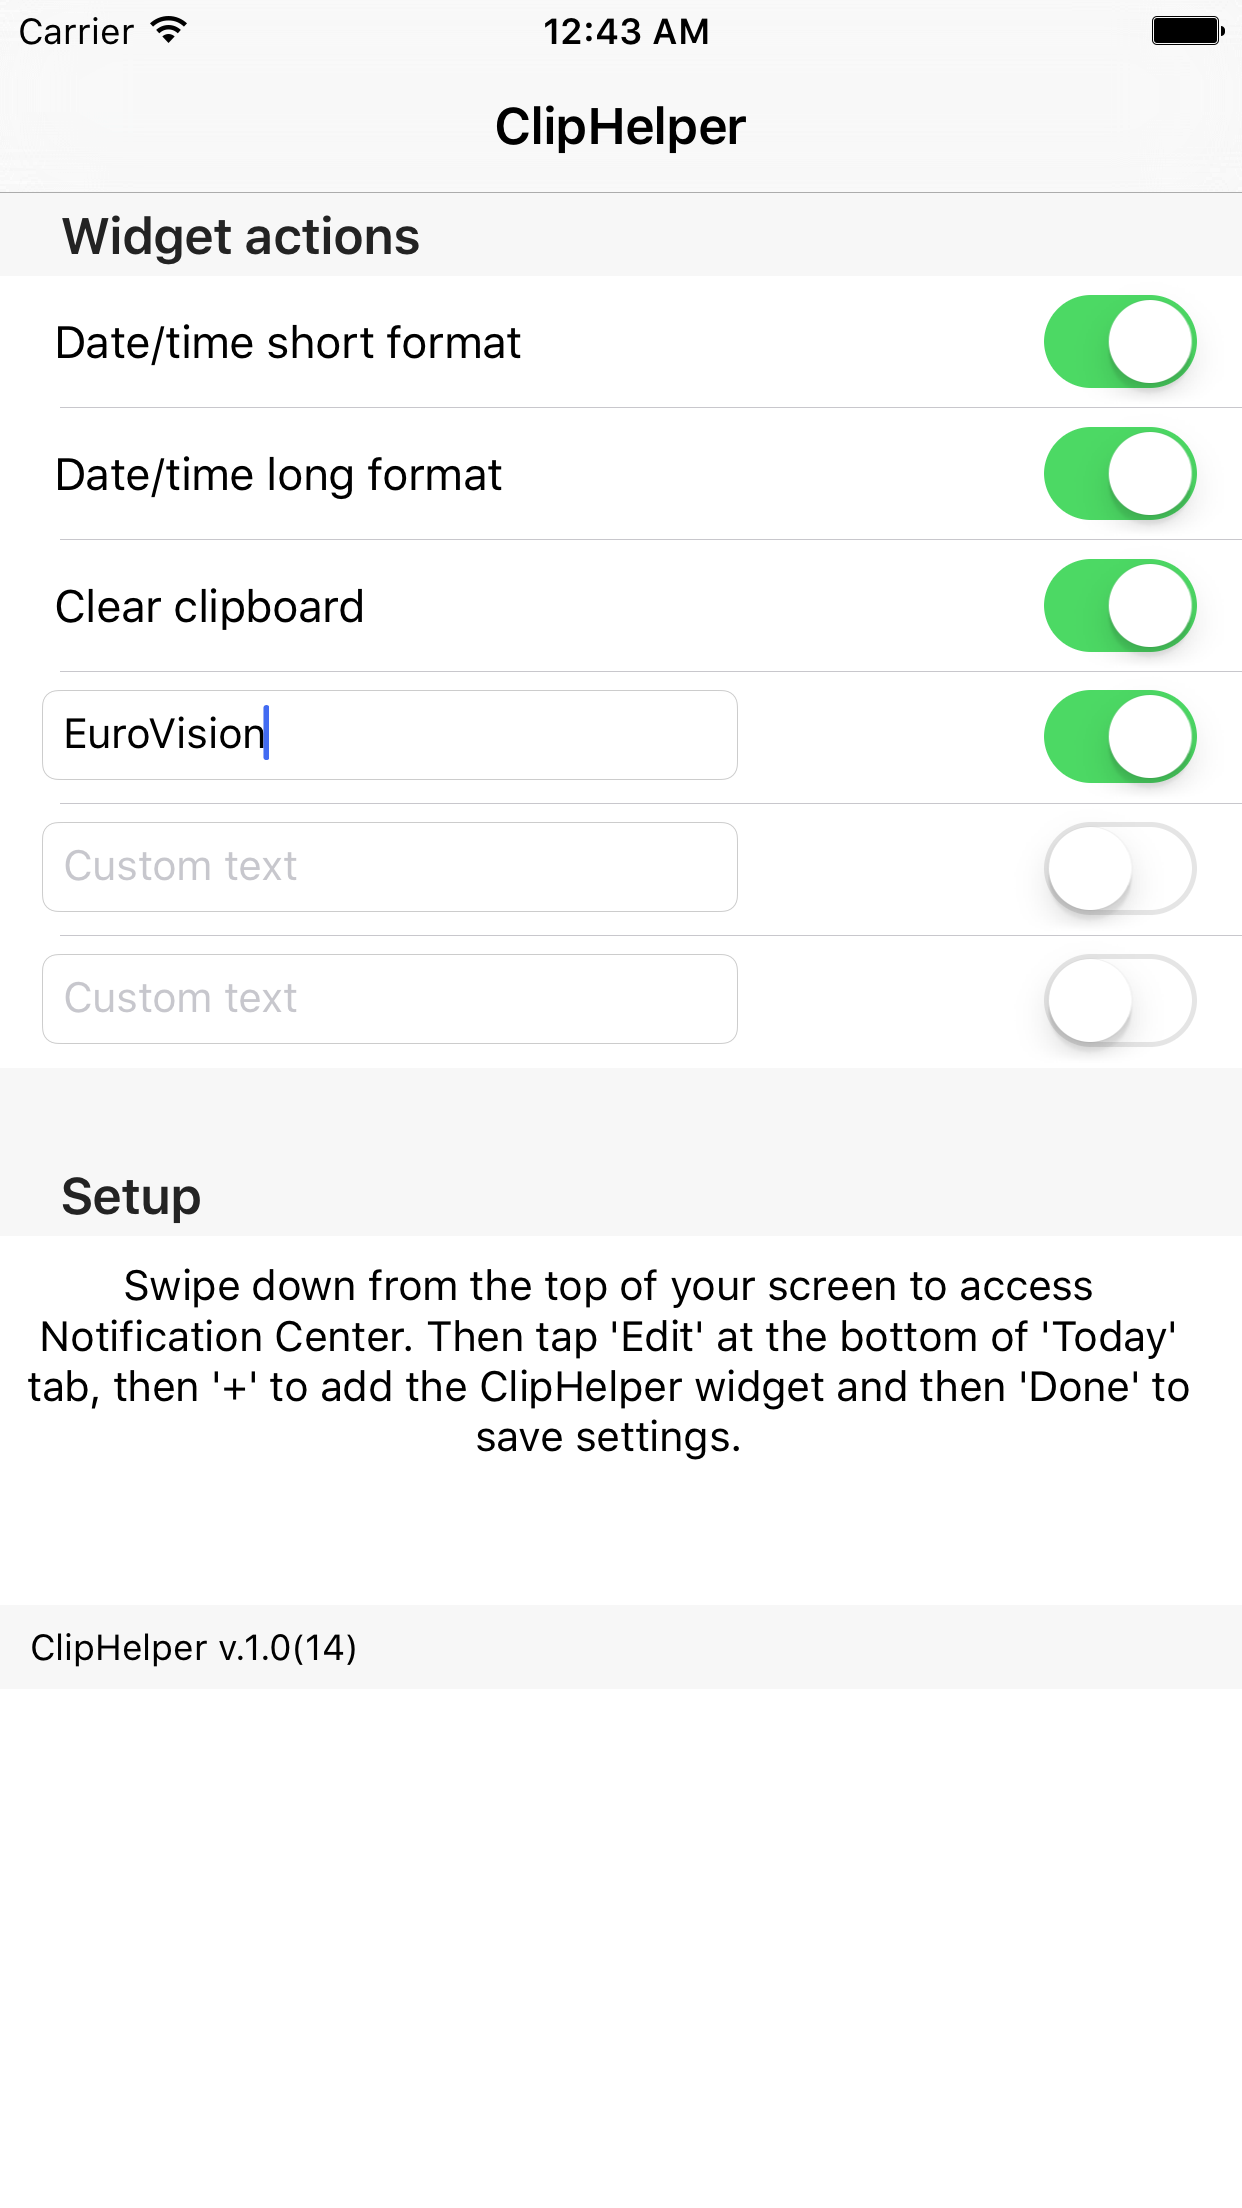 Carrier 12:43 AM
ClipHelper
Widget actions
Date/time short format
Date/time long format
Clear clipboard
EuroVision
Custom text
Custom text
Setup
Swipe down from the top of your screen to access
Notification Center. Then tap 'Edit' at the bottom of 'Today'
tab, then '+' to add the ClipHelper widget and then 'Done' to
save settings.
ClipHelper v.1.0(14)